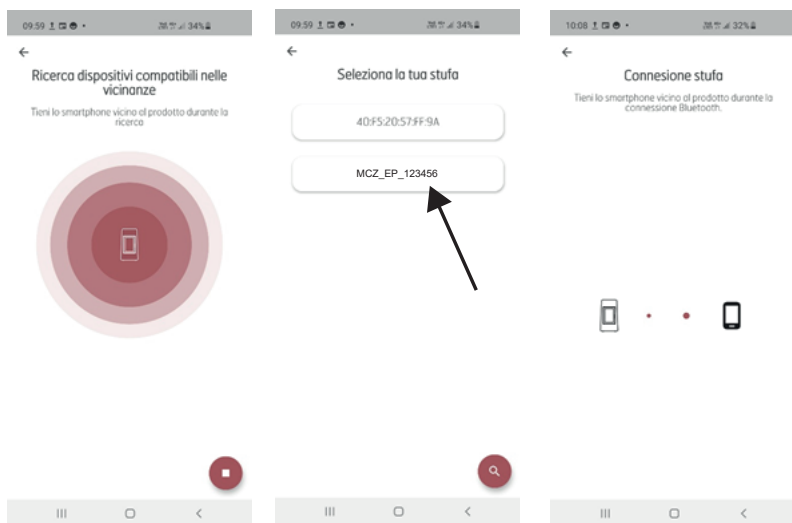 09:59
34%
Ricerca dispositivi compatibili nelle
vicinanze
Tieni lo smartphone vicino al prodotto durante la
ricerca
09:59
34%
Seleziona la tua stufa
40:F5:20:57:FF:9A
MCZ_EP_123456
10:08
32%
Connesione stufa
Tieni lo smartphone vicino al prodotto durante la
connessione Bluetooth.